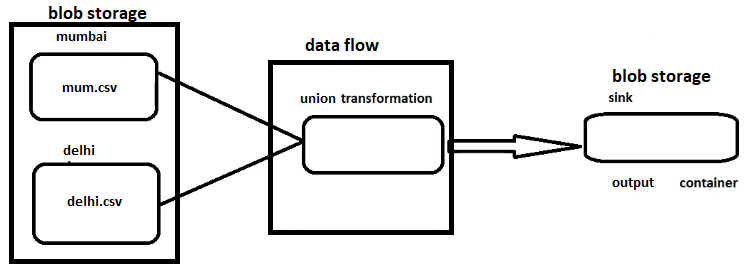 blob storage
mumbai
mum.csv
delhi
delhi.csv
data flow
union transformation
blob storage
sink
output container